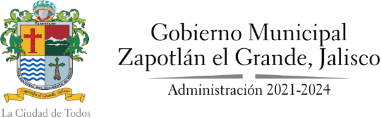 Gobierno Municipal
Zapotlán el Grande, Jalisco
Administración 2021-2024
La Ciudad de Todos